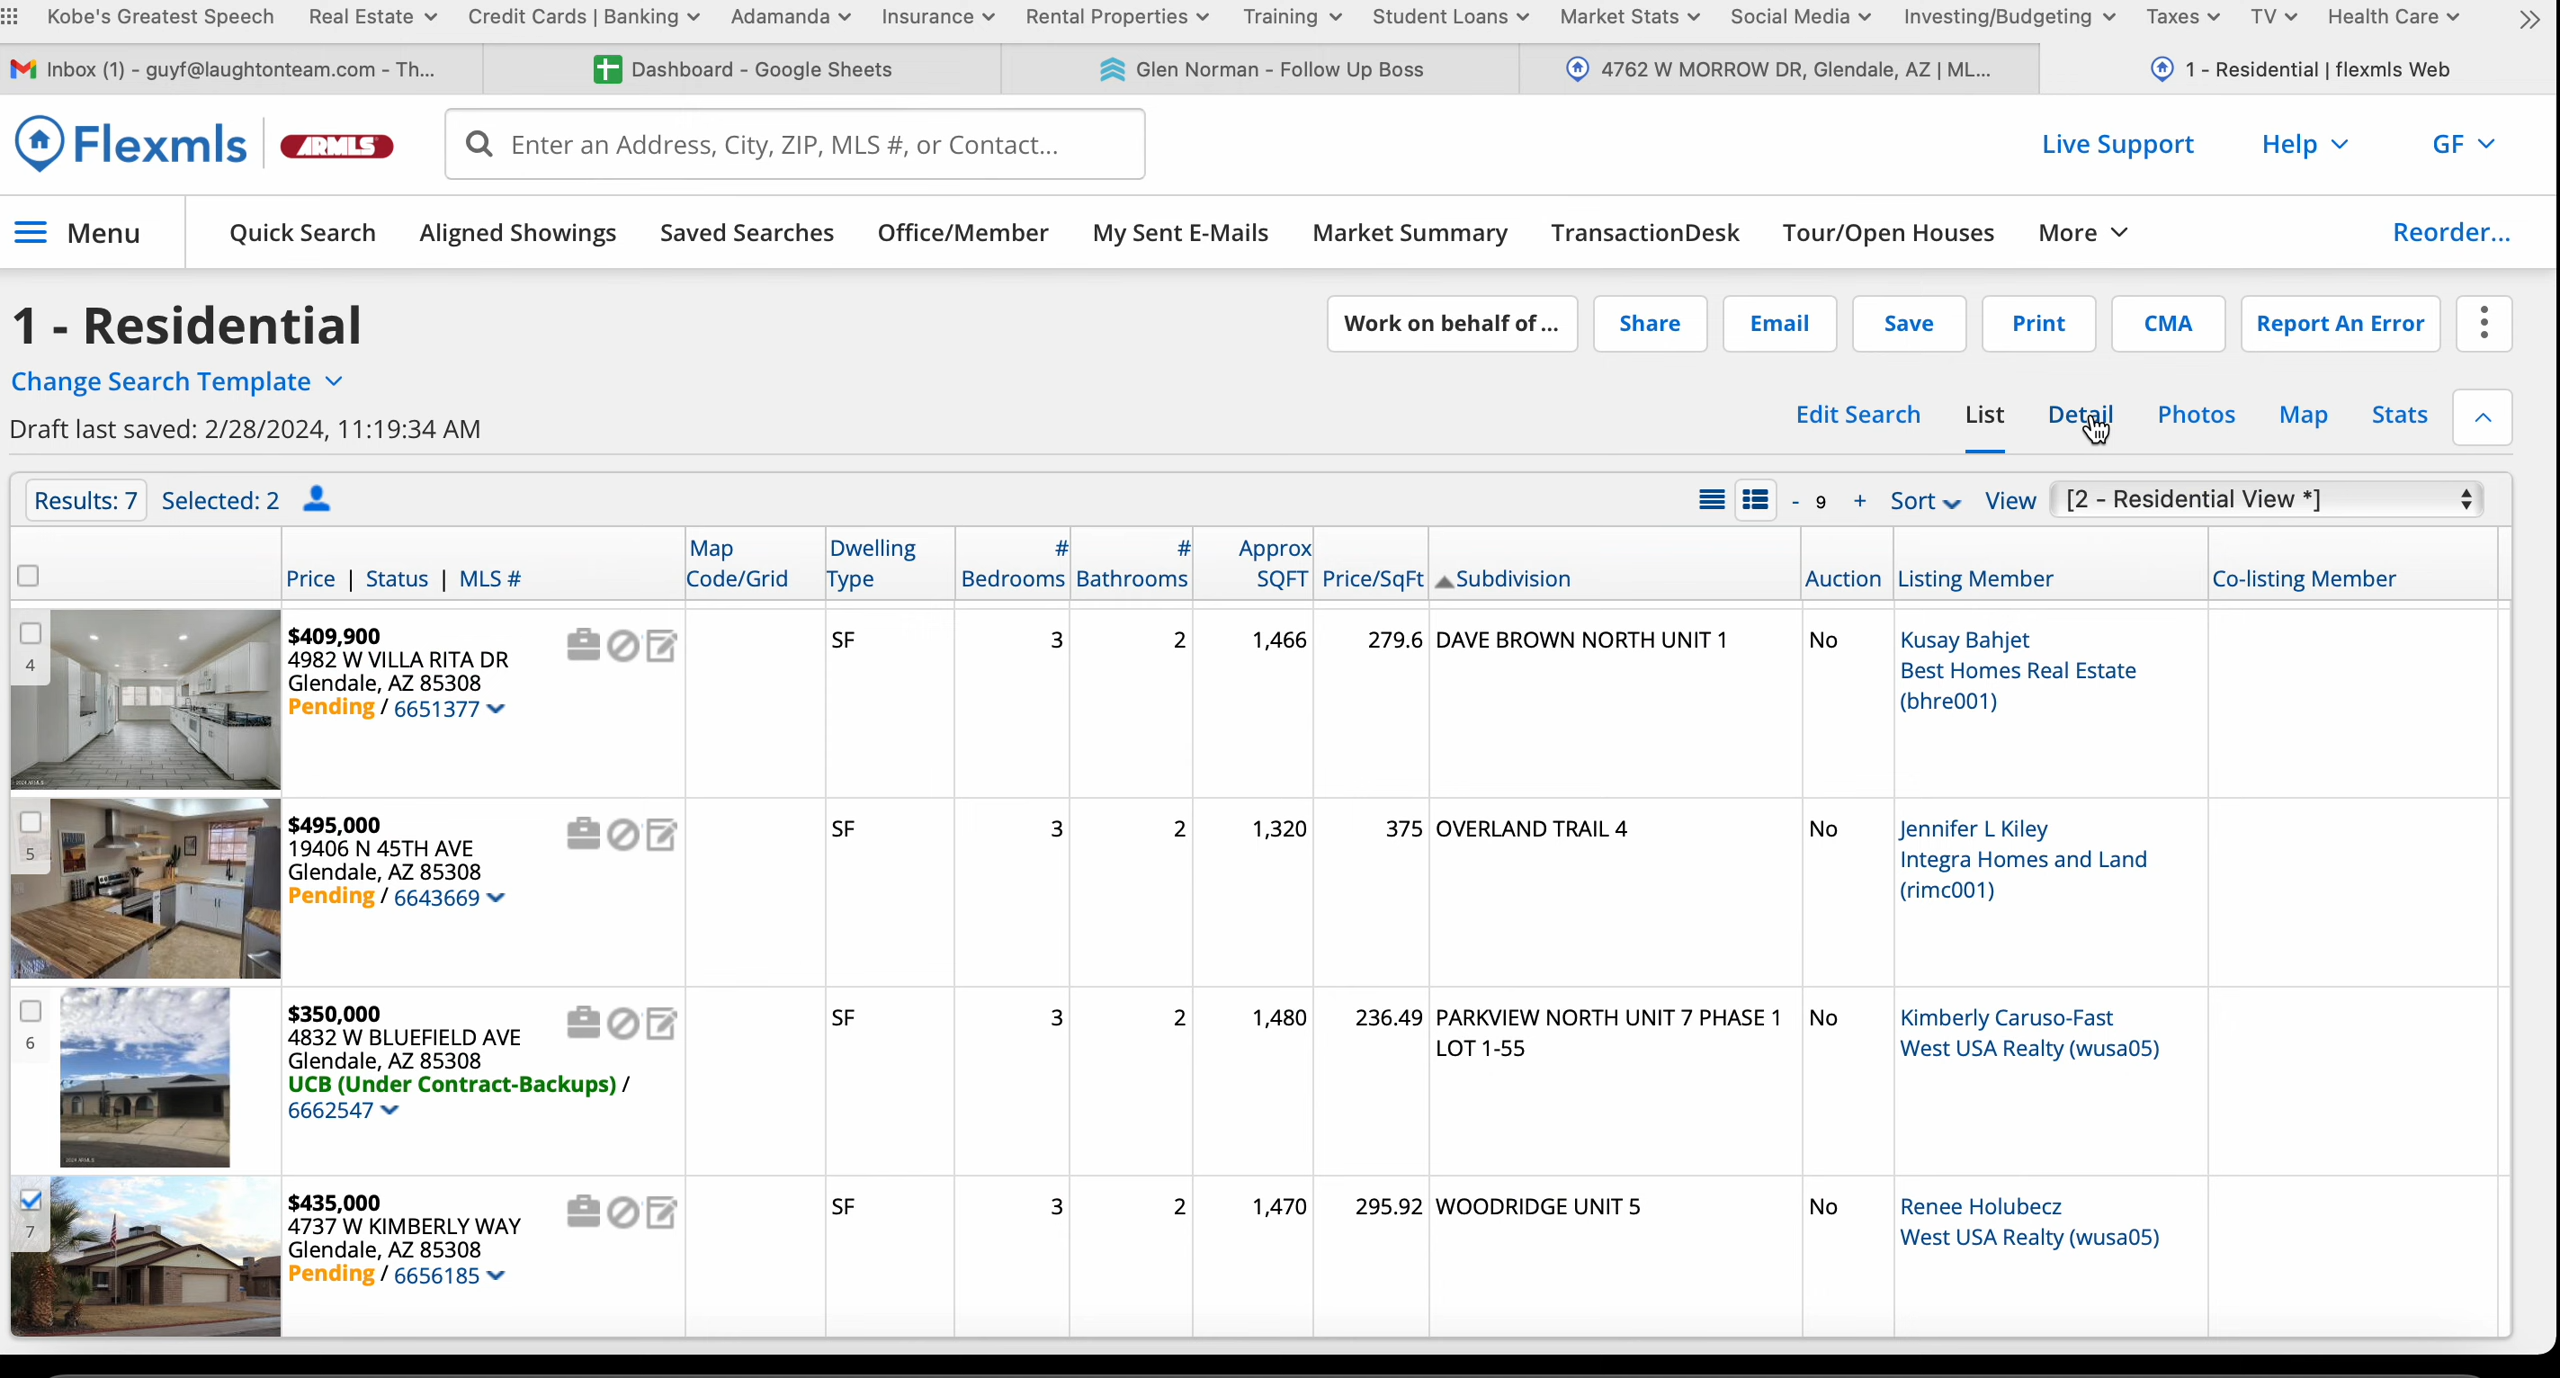 Kobe's Greatest Speech Real Estate Credit Cards | Banking Adamanda Insurance Rental Properties Training Student Loans Market Stats Social Media Investing/Budgeting Taxes TV Health Care
Inbox (1) - guyf@laughtonteam.com - Th... Dashboard - Google Sheets Glen Norman - Follow Up Boss 4762 W MORROW DR, Glendale, AZ | ML... 1 - Residential | flexmls Web
Flexmls ARMLS Enter an Address, City, ZIP, MLS #, or Contact... Live Support Help GF
Menu Quick Search Aligned Showings Saved Searches Office/Member My Sent E-Mails Market Summary TransactionDesk Tour/Open Houses More Reorder...
1 - Residential Work on behalf of ... Share Email Save Print CMA Report An Error
Change Search Template
Draft last saved: 2/28/2024, 11:19:34 AM Edit Search List Detail Photos Map Stats
Results: 7 Selected: 2 - 9 + Sort View [2 - Residential View *]
Price | Status | MLS # Map Code/Grid Dwelling Type # Bedrooms # Bathrooms Approx SQFT Price/SqFt Subdivision Auction Listing Member Co-listing Member
4 $409,900 SF 3 2 1,466 279.6 DAVE BROWN NORTH UNIT 1 No Kusay Bahjet
4982 W VILLA RITA DR Best Homes Real Estate
Glendale, AZ 85308 (bhre001)
Pending / 6651377
5 $495,000 SF 3 2 1,320 375 OVERLAND TRAIL 4 No Jennifer L Kiley
19406 N 45TH AVE Integra Homes and Land
Glendale, AZ 85308 (rimc001)
Pending / 6643669
6 $350,000 SF 3 2 1,480 236.49 PARKVIEW NORTH UNIT 7 PHASE 1 No Kimberly Caruso-Fast
4832 W BLUEFIELD AVE LOT 1-55 West USA Realty (wusa05)
Glendale, AZ 85308
UCB (Under Contract-Backups) /
6662547
7 $435,000 SF 3 2 1,470 295.92 WOODRIDGE UNIT 5 No Renee Holubecz
4737 W KIMBERLY WAY West USA Realty (wusa05)
Glendale, AZ 85308
Pending / 6656185